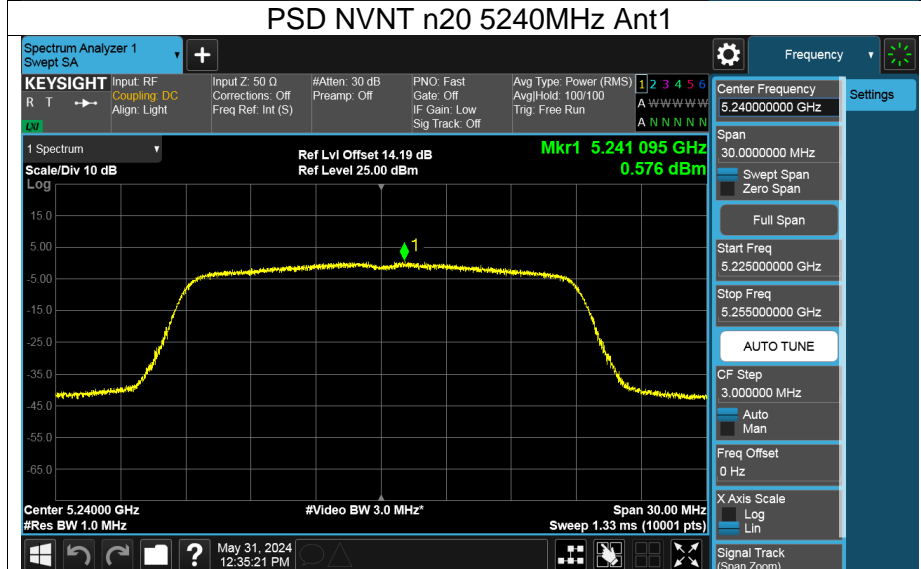 PSD NVNT n20 5240MHz Ant1
Spectrum Analyzer 1
Swept SA
+
Frequency
KEYSIGHT
R T
LXI
Input: RF
Coupling: DC
Align: Light
Input Z: 50 Ω
Corrections: Off
Freq Ref: Int (S)
#Atten: 30 dB
Preamp: Off
PNO: Fast
Gate: Off
IF Gain: Low
Sig Track: Off
Avg Type: Power (RMS)
Avg|Hold: 100/100
Trig: Free Run
1 2 3 4 5 6
A W W W W W
A N N N N N
1 Spectrum
Scale/Div 10 dB
Log
Ref Lvl Offset 14.19 dB
Ref Level 25.00 dBm
Mkr1 5.241 095 GHz
0.576 dBm
15.0
5.00
-5.00
-15.0
-25.0
-35.0
-45.0
-55.0
-65.0
1
Center 5.24000 GHz
#Res BW 1.0 MHz
#Video BW 3.0 MHz*
Span 30.00 MHz
Sweep 1.33 ms (10001 pts)
?
May 31, 2024
12:35:21 PM
Center Frequency
5.240000000 GHz
Settings
Span
30.0000000 MHz
Swept Span
Zero Span
Full Span
Start Freq
5.225000000 GHz
Stop Freq
5.255000000 GHz
AUTO TUNE
CF Step
3.000000 MHz
Auto
Man
Freq Offset
0 Hz
X Axis Scale
Log
Lin
Signal Track
(Span Zoom)